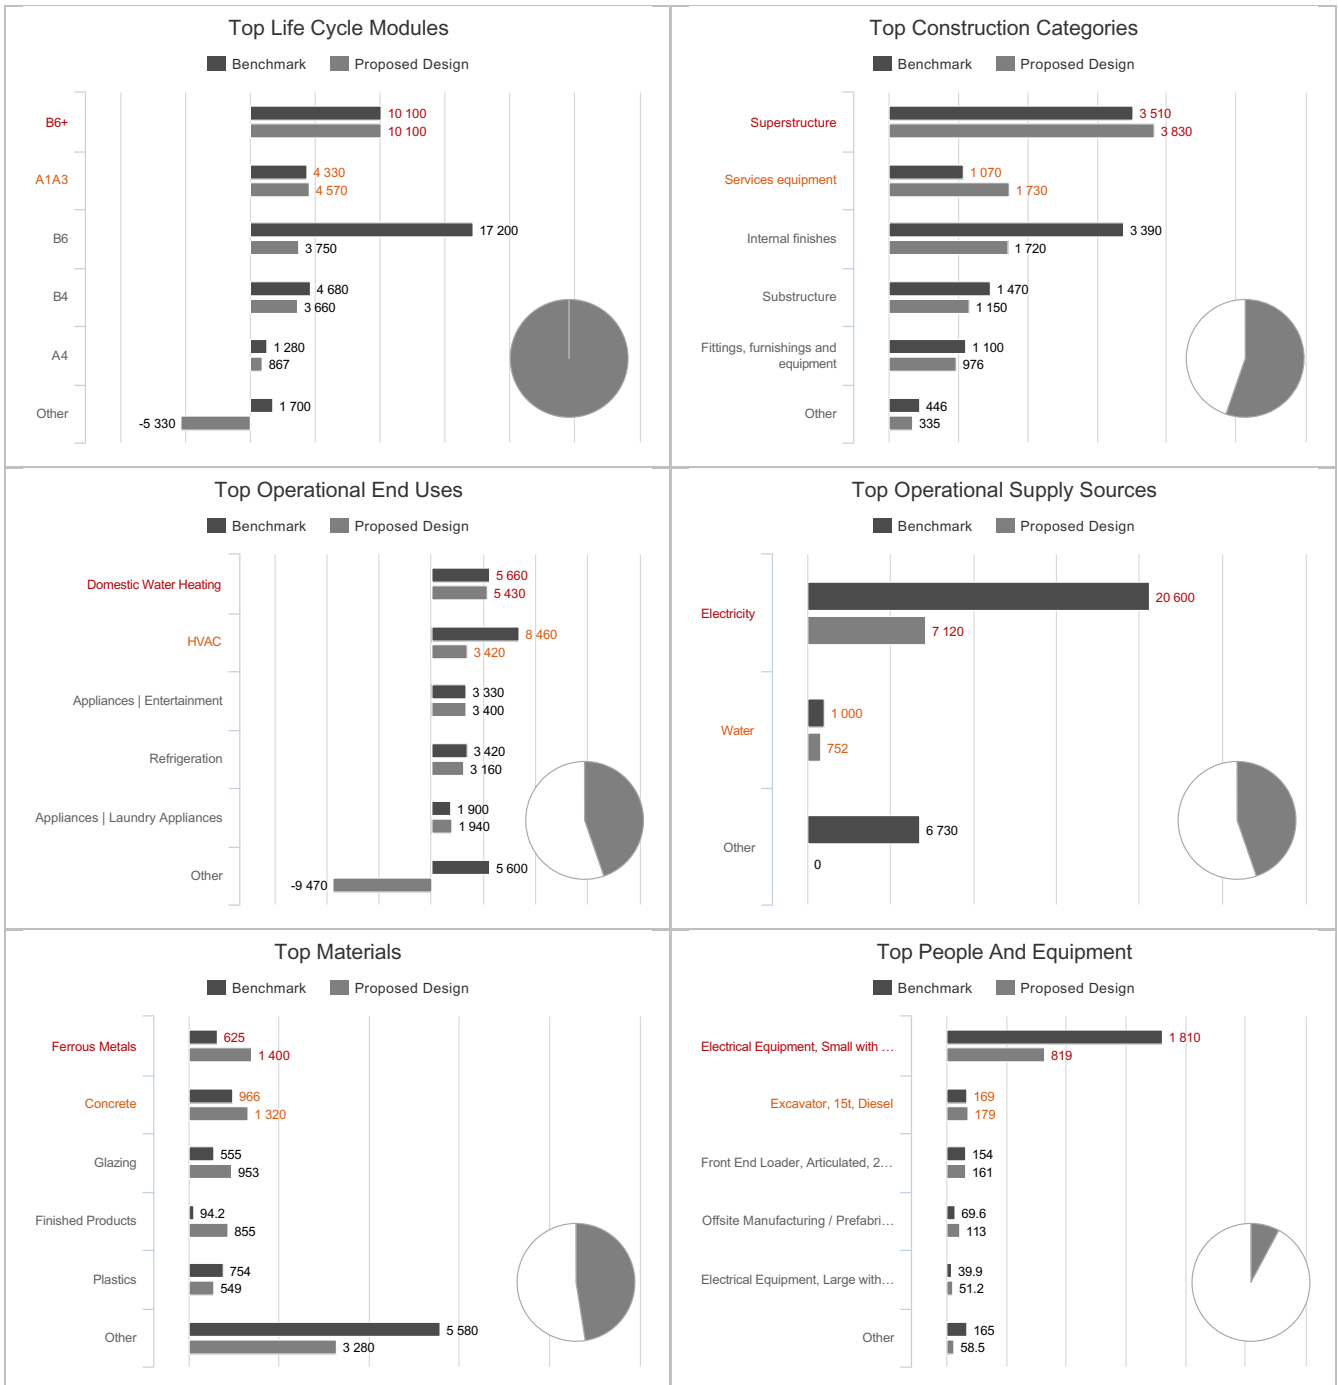 Top Life Cycle Modules
Benchmark
Proposed Design
B6+
10 100
10 100
A1A3
4 330
4 570
B6
17 200
3 750
B4
4 680
3 660
A4
1 280
867
Other
1 700
-5 330
Top Construction Categories
Benchmark
Proposed Design
Superstructure
3 510
3 830
Services equipment
1 070
1 730
Internal finishes
3 390
1 720
Substructure
1 470
1 150
Fittings, furnishings and
equipment
1 100
976
Other
446
335
Top Operational End Uses
Benchmark
Proposed Design
Domestic Water Heating
5 660
5 430
HVAC
8 460
3 420
Appliances | Entertainment
3 330
3 400
Refrigeration
3 420
3 160
Appliances | Laundry Appliances
1 900
1 940
Other
5 600
-9 470
Top Operational Supply Sources
Benchmark
Proposed Design
Electricity
20 600
7 120
Water
1 000
752
Other
6 730
0
Top Materials
Benchmark
Proposed Design
Ferrous Metals
625
1 400
Concrete
966
1 320
Glazing
555
953
Finished Products
94.2
855
Plastics
754
549
Other
5 580
3 280
Top People And Equipment
Benchmark
Proposed Design
Electrical Equipment, Small with ...
1 810
819
Excavator, 15t, Diesel
169
179
Front End Loader, Articulated, 2...
154
161
Offsite Manufacturing / Prefabri...
69.6
113
Electrical Equipment, Large with...
39.9
51.2
Other
165
58.5